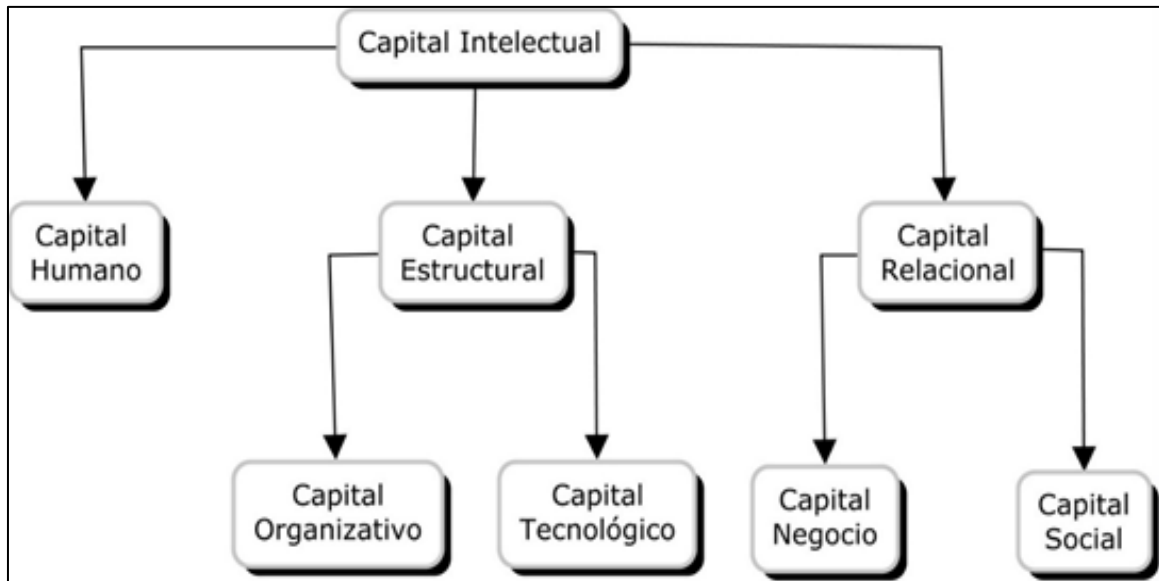 Capital Intelectual
Capital
Humano
Capital
Estructural
Capital
Relacional
Capital
Organizativo
Capital
Tecnológico
Capital
Negocio
Capital
Social